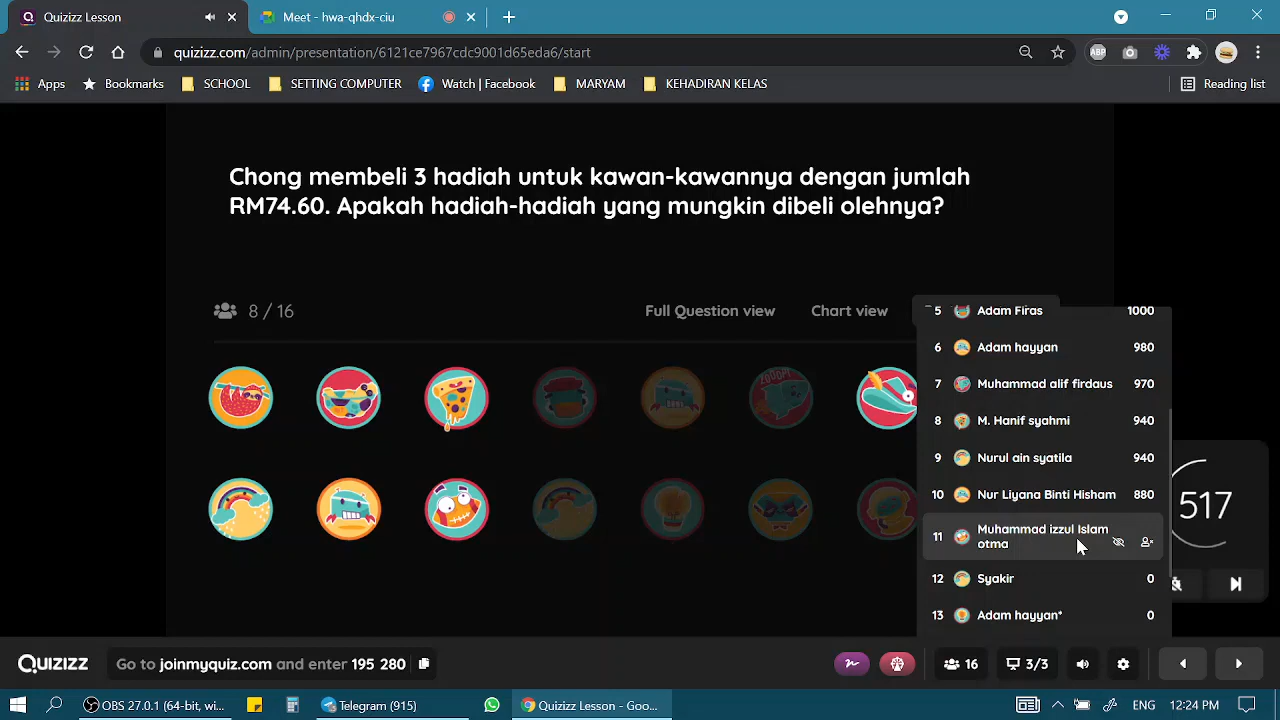 Quizizz Lesson
Meet - hwa-qhdx-ciu
quizizz.com/admin/presentation/6121ce7967cdc9001d65eda6/start
ABP
Apps
Bookmarks
SCHOOL
SETTING COMPUTER
Watch | Facebook
MARYAM
KEHADIRAN KELAS
Reading list
Chong membeli 3 hadiah untuk kawan-kawannya dengan jumlah
RM74.60. Apakah hadiah-hadiah yang mungkin dibeli olehnya?
8 / 16
Full Question view
Chart view
5 Adam Firas 1000
6 Adam hayyan 980
7 Muhammad alif firdaus 970
8 M. Hanif syahmi 940
9 Nurul ain syatila 940
10 Nur Liyana Binti Hisham 880
11 Muhammad izzul Islam
otma
12 Syakir 0
13 Adam hayyan* 0
ZOOOP!
517
Quizizz
Go to joinmyquiz.com and enter 195 280
16
3/3
OBS 27.0.1 (64-bit, wi...
Telegram (915)
Quizizz Lesson - Goo...
12:24 PM